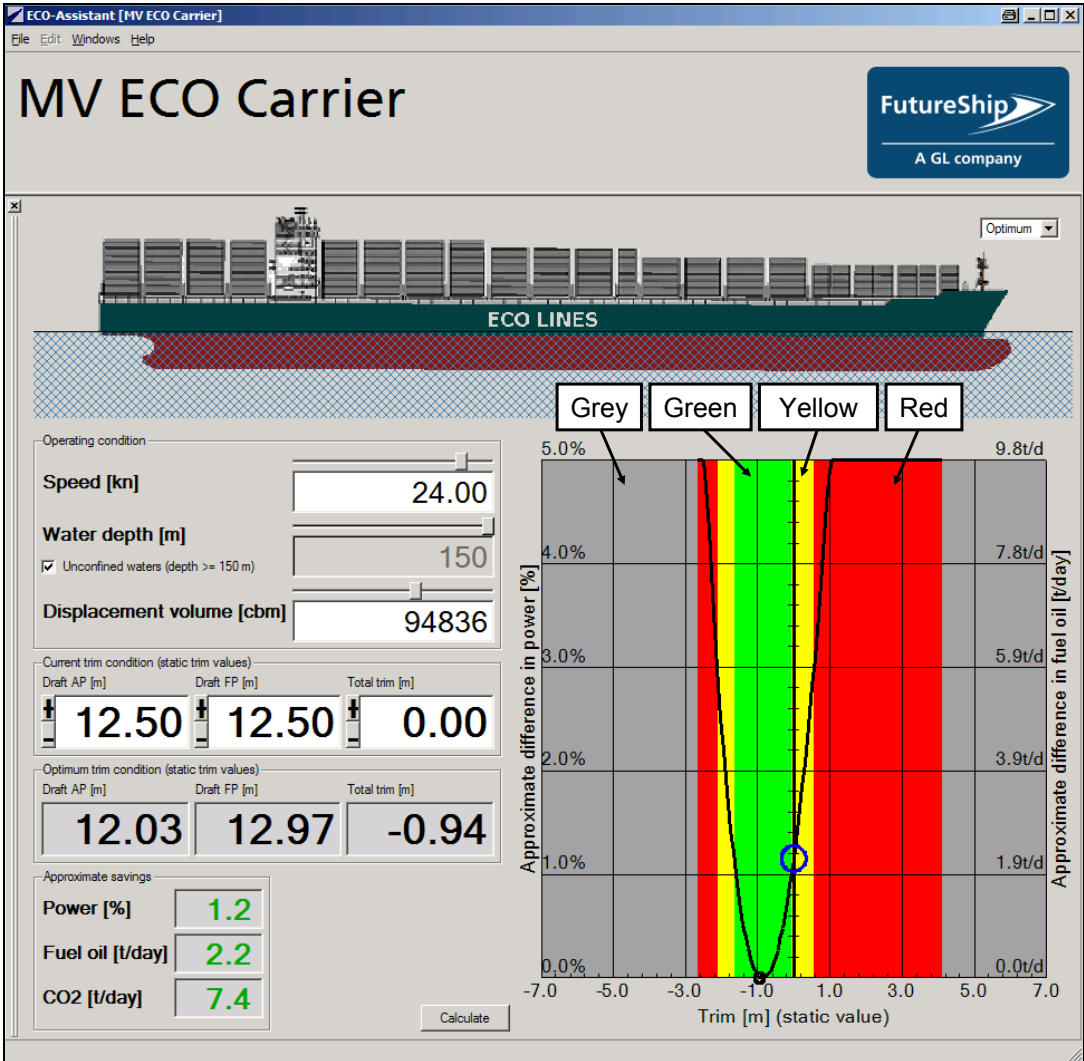 ECO-Assistant [MV ECO Carrier]
File Edit Windows Help
MV ECO Carrier
FutureShip
A GL company
Optimum
ECO LINES
Grey Green Yellow Red
Operating condition
Speed [kn]
24.00
Water depth [m]
150
Unconfined waters (depth >= 150 m)
Displacement volume [cbm]
94836
Current trim condition (static trim values)
Draft AP [m] Draft FP [m] Total trim [m]
+ 12.50 + 12.50 + 0.00
- - -
Optimum trim condition (static trim values)
Draft AP [m] Draft FP [m] Total trim [m]
12.03 12.97 -0.94
Approximate savings
Power [%] 1.2
Fuel oil [t/day] 2.2
CO2 [t/day] 7.4
Calculate
Approximate difference in power [%]
5.0% 9.8t/d
4.0% 7.8t/d
3.0% 5.9t/d
2.0% 3.9t/d
1.0% 1.9t/d
0.0% 0.0t/d
Approximate difference in fuel oil [t/day]
-7.0 -5.0 -3.0 -1.0 1.0 3.0 5.0 7.0
Trim [m] (static value)